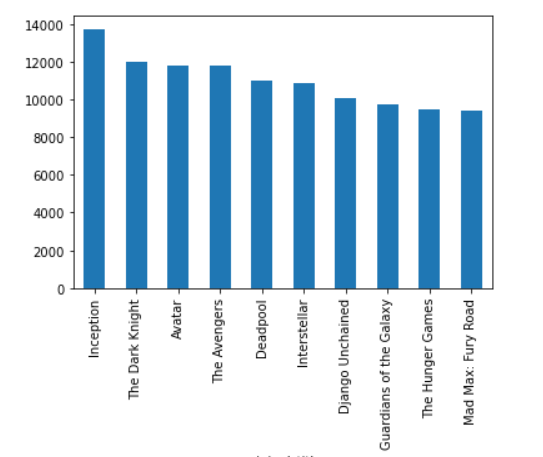 14000
12000
10000
8000
6000
4000
2000
0
Inception
The Dark Knight
Avatar
The Avengers
Deadpool
Interstellar
Django Unchained
Guardians of the Galaxy
The Hunger Games
Mad Max: Fury Road